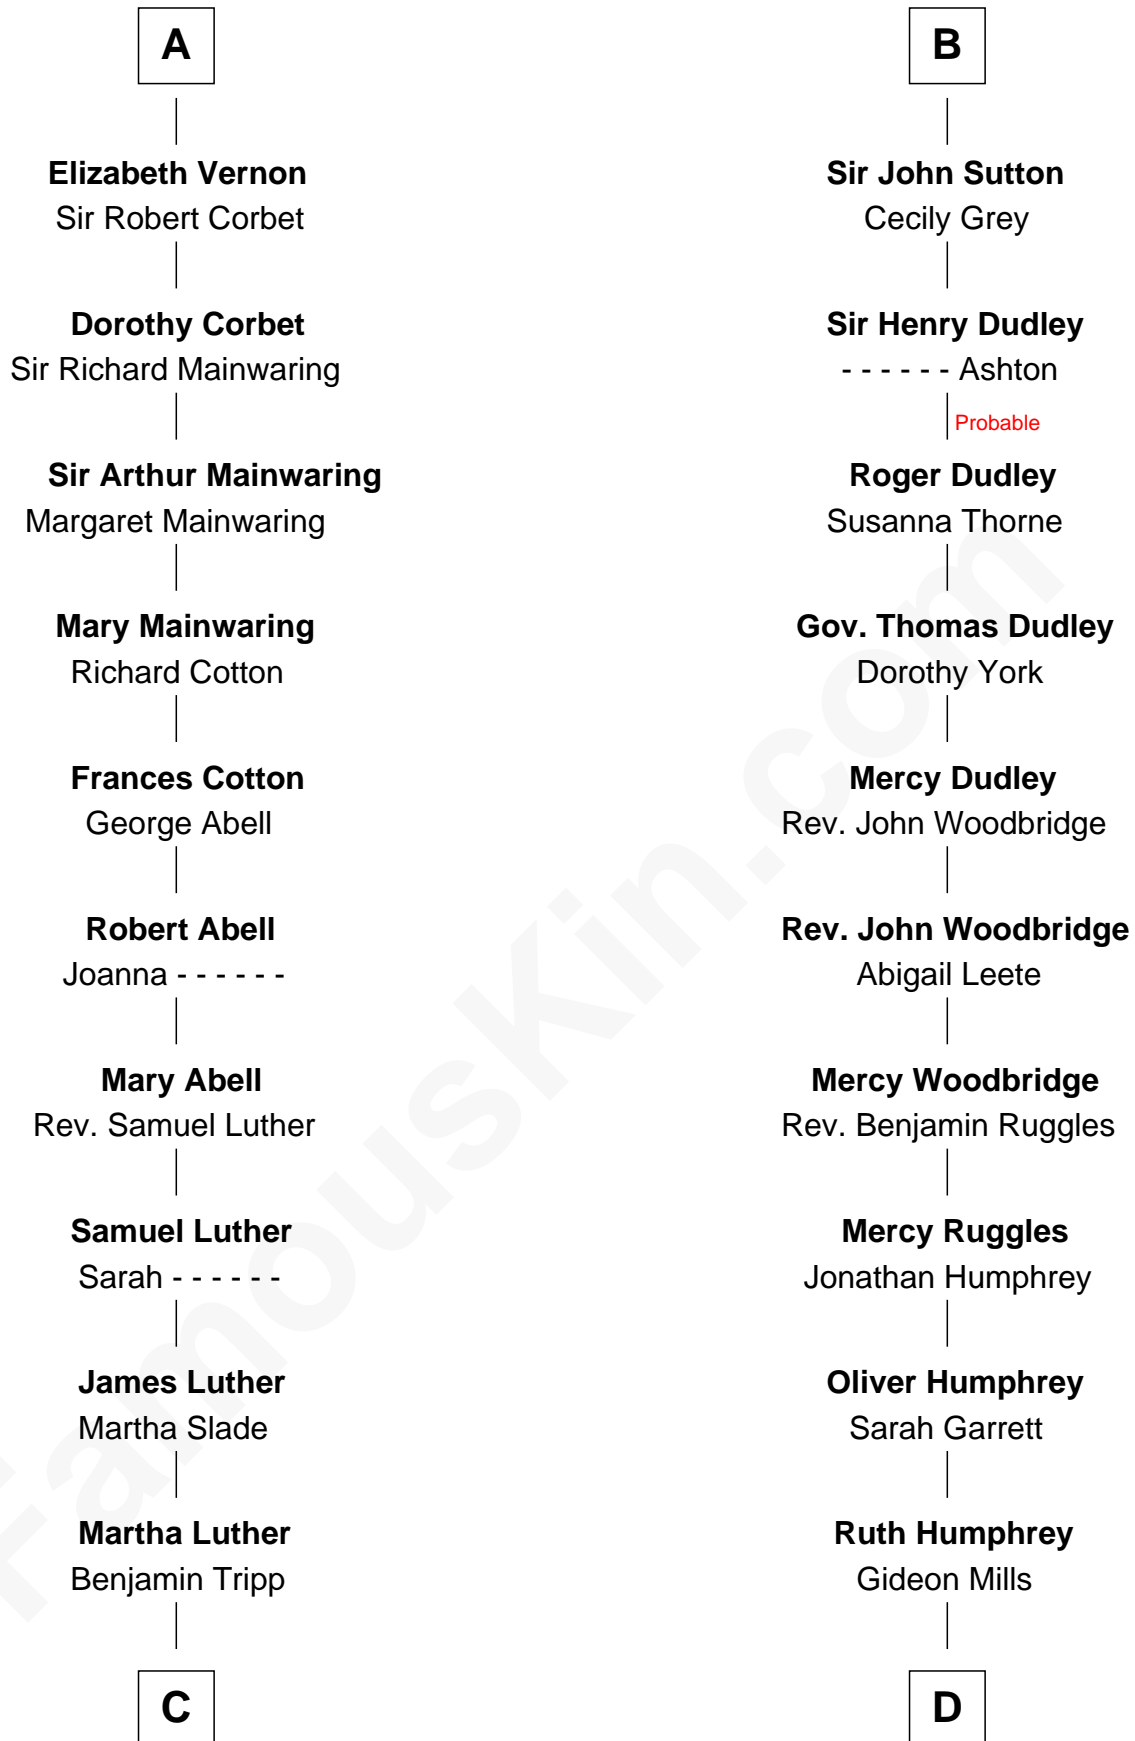 A
Elizabeth Vernon
Sir Robert Corbet
Dorothy Corbet
Sir Richard Mainwaring
Sir Arthur Mainwaring
Margaret Mainwaring
Mary Mainwaring
Richard Cotton
Frances Cotton
George Abell
Robert Abell
Joanna - - - - - -
Mary Abell
Rev. Samuel Luther
Samuel Luther
Sarah - - - - - -
James Luther
Martha Slade
Martha Luther
Benjamin Tripp
C
B
Sir John Sutton
Cecily Grey
Sir Henry Dudley
- - - - - - Ashton
Probable
Roger Dudley
Susanna Thorne
Gov. Thomas Dudley
Dorothy York
Mercy Dudley
Rev. John Woodbridge
Rev. John Woodbridge
Abigail Leete
Mercy Woodbridge
Rev. Benjamin Ruggles
Mercy Ruggles
Jonathan Humphrey
Oliver Humphrey
Sarah Garrett
Ruth Humphrey
Gideon Mills
D
FamousKin.com